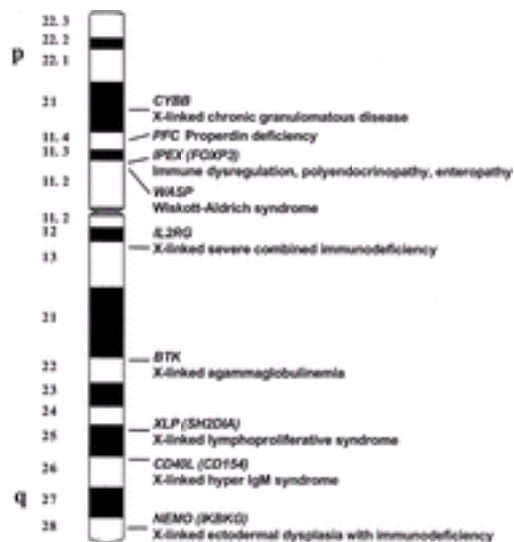 22. 3
22. 2
p
22. 1
21
CYBB
X-linked chronic granulomatous disease
11. 4
PFC Properdin deficiency
11. 3
IPEX (FOXP3)
Immune dysregulation, polyendocrinopathy, enteropathy
11. 2
WASP
Wiskott-Aldrich syndrome
11. 2
12
IL2RG
X-linked severe combined immunodeficiency
13
21
BTK
22
X-linked agammaglobulinemia
23
24
XLP (SH2DIA)
25
X-linked lymphoproliferative syndrome
CD40L (CD154)
26
X-linked hyper IgM syndrome
q
27
NEMO (IKBKG)
28
X-linked ectodermal dysplasia with immunodeficiency